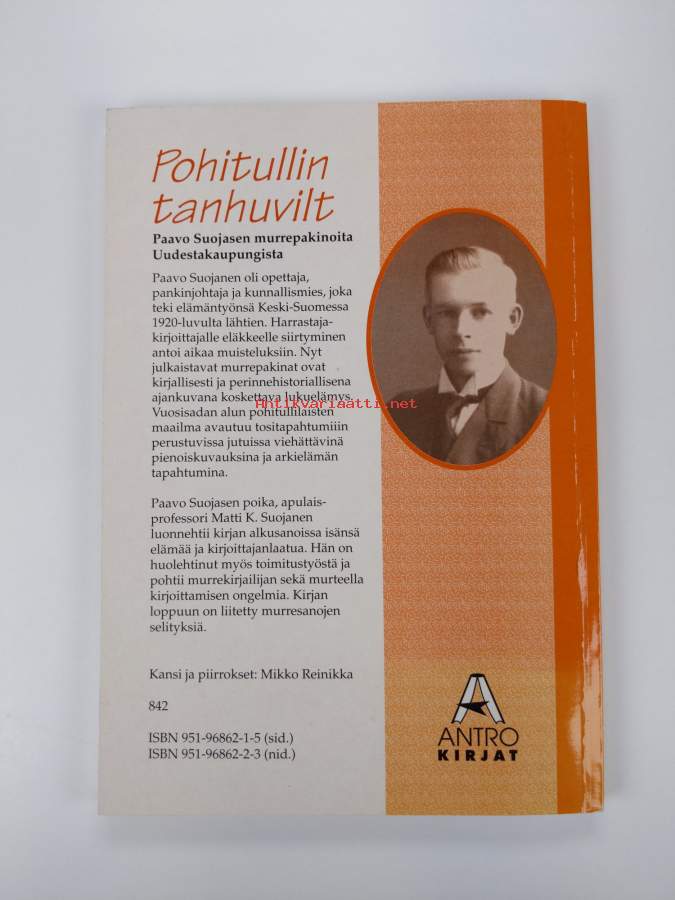 Pohitullin
tanhuvilt
Paavo Suojasen murrepakinoita
Uudestakaupungista
Paavo Suojanen oli opettaja,
pankinjohtaja ja kunnallismies, joka
teki elämäntyönsä Keski-Suomessa
1920-luvulta lähtien. Harrastaja-
kirjoittajalle eläkkeelle siirtyminen
antoi aikaa muisteluksiin. Nyt
julkaistavat murrepakinat ovat
kirjallisesti ja perinnehistoriallisena
ajankuvana koskettava lukuelämys.
Antikvariaatti.net
Vuosisadan alun pohitullilaisten
maailma avautuu tositapahtumiiin
perustuvissa jutuissa viehättävinä
pienoiskuvauksina ja arkielämän
tapahtumina.
Paavo Suojasen poika, apulais-
professori Matti K. Suojanen
luonnehtii kirjan alkusanoissa isänsä
elämää ja kirjoittajanlaatua. Hän on
huolehtinut myös toimitustyöstä ja
pohtii murrekirjailijan sekä murteella
kirjoittamisen ongelmia. Kirjan
loppuun on liitetty murresanojen
selityksiä.
Kansi ja piirrokset: Mikko Reinikka
842
ISBN 951-96862-1-5 (sid.)
ISBN 951-96862-2-3 (nid.)
ANTRO
KIRJAT